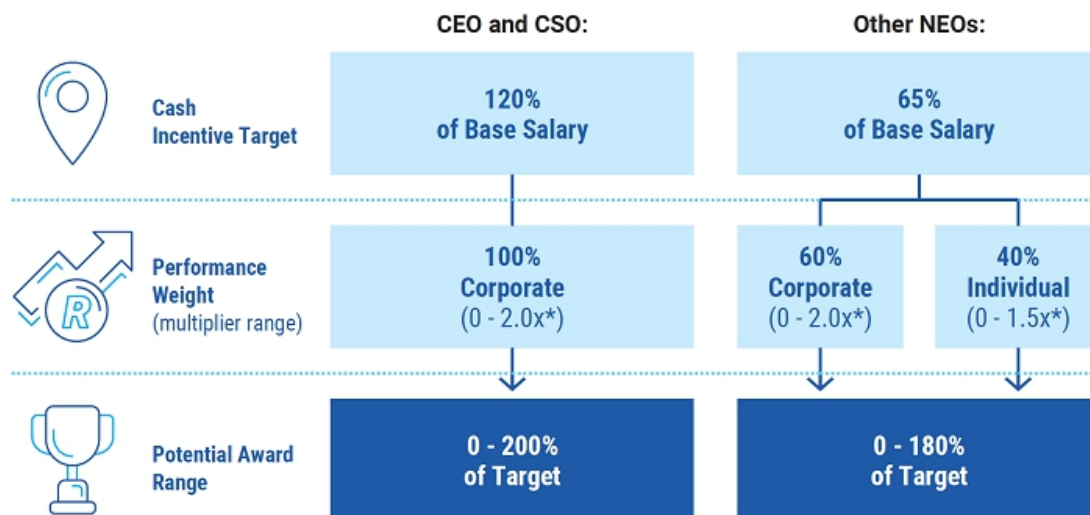 CEO and CSO:
Other NEOs:
Cash
Incentive Target
120%
of Base Salary
65%
of Base Salary
Performance
Weight
(multiplier range)
R
100%
Corporate
(0 - 2.0x*)
60%
Corporate
(0 - 2.0x*)
40%
Individual
(0 - 1.5x*)
Potential Award
Range
0 - 200%
of Target
0 - 180%
of Target